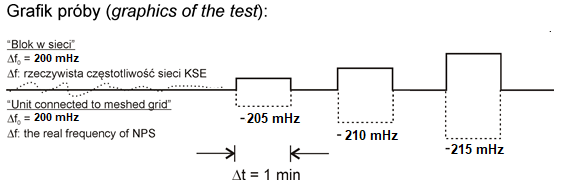 Grafik próby (graphics of the test):
“Blok w sieci”
Δf₀ = 200 mHz
Δf: rzeczywista częstotliwość sieci KSE
“Unit connected to meshed grid”
Δf₀ = 200 mHz
Δf: the real frequency of NPS
-205 mHz
-210 mHz
-215 mHz
Δt = 1 min